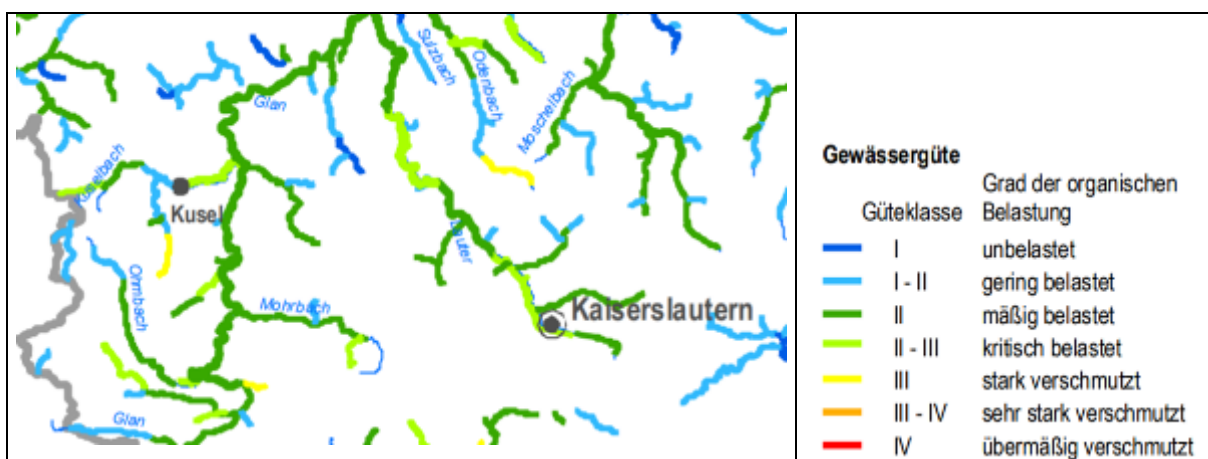 Sulzbach
Odenbach
Glan
Moschelbach
Kuselbach
Kusel
Lauter
Ohmbach
Mohrbach
Kaiserslautern
Glan
Gewässergüte
Grad der organischen
Güteklasse Belastung
I unbelastet
I - II gering belastet
II mäßig belastet
II - III kritisch belastet
III stark verschmutzt
III - IV sehr stark verschmutzt
IV übermäßig verschmutzt